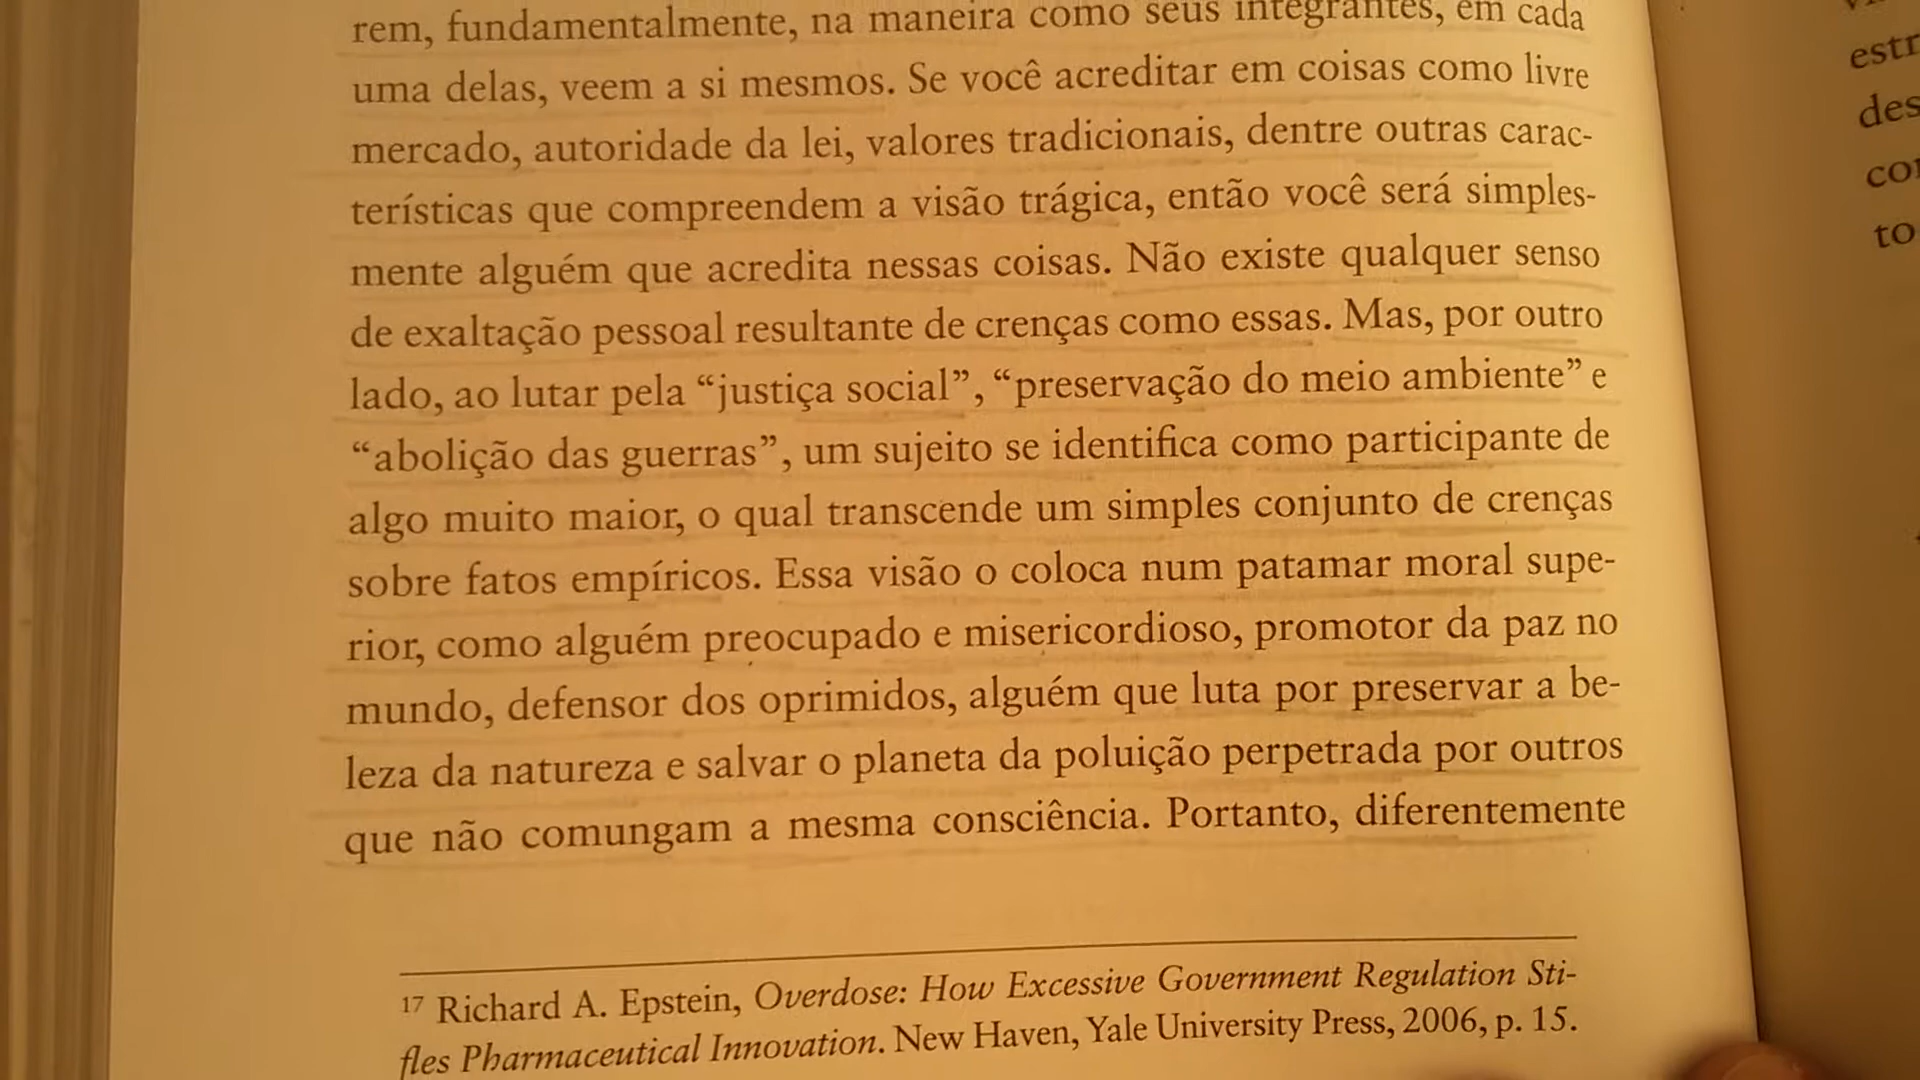 rem, fundamentalmente, na maneira como seus integrantes, em cada
uma delas, veem a si mesmos. Se você acreditar em coisas como livre
mercado, autoridade da lei, valores tradicionais, dentre outras carac-
terísticas que compreendem a visão trágica, então você será simples-
mente alguém que acredita nessas coisas. Não existe qualquer senso
de exaltação pessoal resultante de crenças como essas. Mas, por outro
lado, ao lutar pela “justiça social”, “preservação do meio ambiente” e
“abolição das guerras”, um sujeito se identifica como participante de
algo muito maior, o qual transcende um simples conjunto de crenças
sobre fatos empíricos. Essa visão o coloca num patamar moral supe-
rior, como alguém preocupado e misericordioso, promotor da paz no
mundo, defensor dos oprimidos, alguém que luta por preservar a be-
leza da natureza e salvar o planeta da poluição perpetrada por outros
que não comungam a mesma consciência. Portanto, diferentemente
17 Richard A. Epstein, Overdose: How Excessive Government Regulation Sti-
fles Pharmaceutical Innovation. New Haven, Yale University Press, 2006, p. 15.
estr
des
to